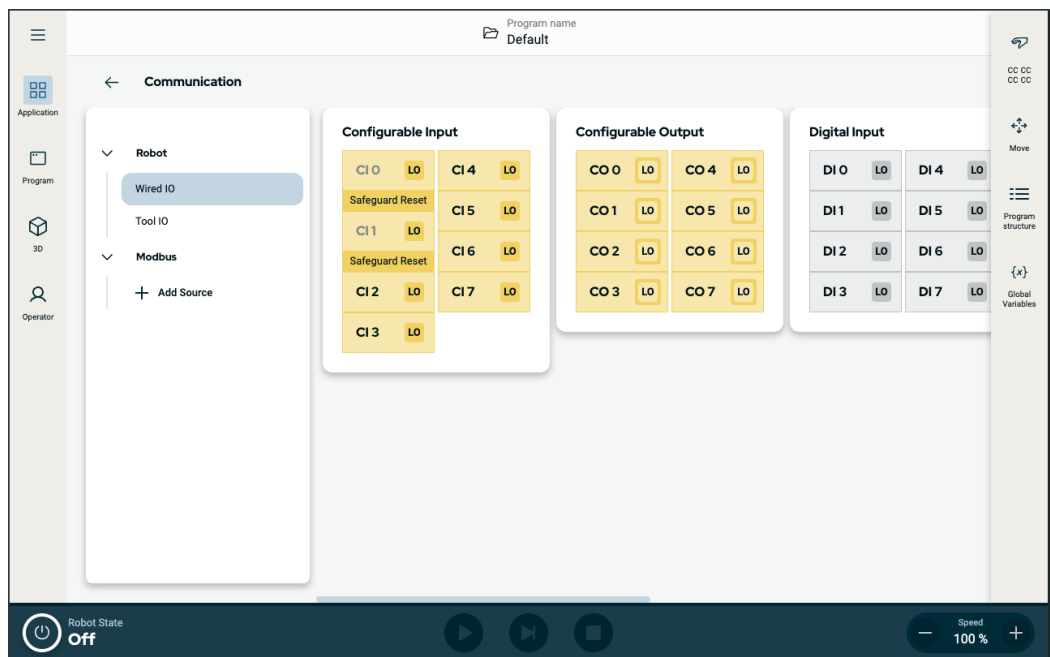 Program name
Default
Application
Program
3D
Operator
Communication
Robot
Wired IO
Tool IO
Modbus
Add Source
Configurable Input
CI 0 LO CI 4 LO
Safeguard Reset
CI 5 LO
CI 1 LO
CI 6 LO
Safeguard Reset
CI 2 LO CI 7 LO
CI 3 LO
Configurable Output
CO 0 LO CO 4 LO
CO 1 LO CO 5 LO
CO 2 LO CO 6 LO
CO 3 LO CO 7 LO
Digital Input
DI 0 LO DI 4 LO
DI 1 LO DI 5 LO
DI 2 LO DI 6 LO
DI 3 LO DI 7 LO
CC CC
CC CC
Move
Program
structure
{x}
Global
Variables
Robot State
Off
Speed
100 %